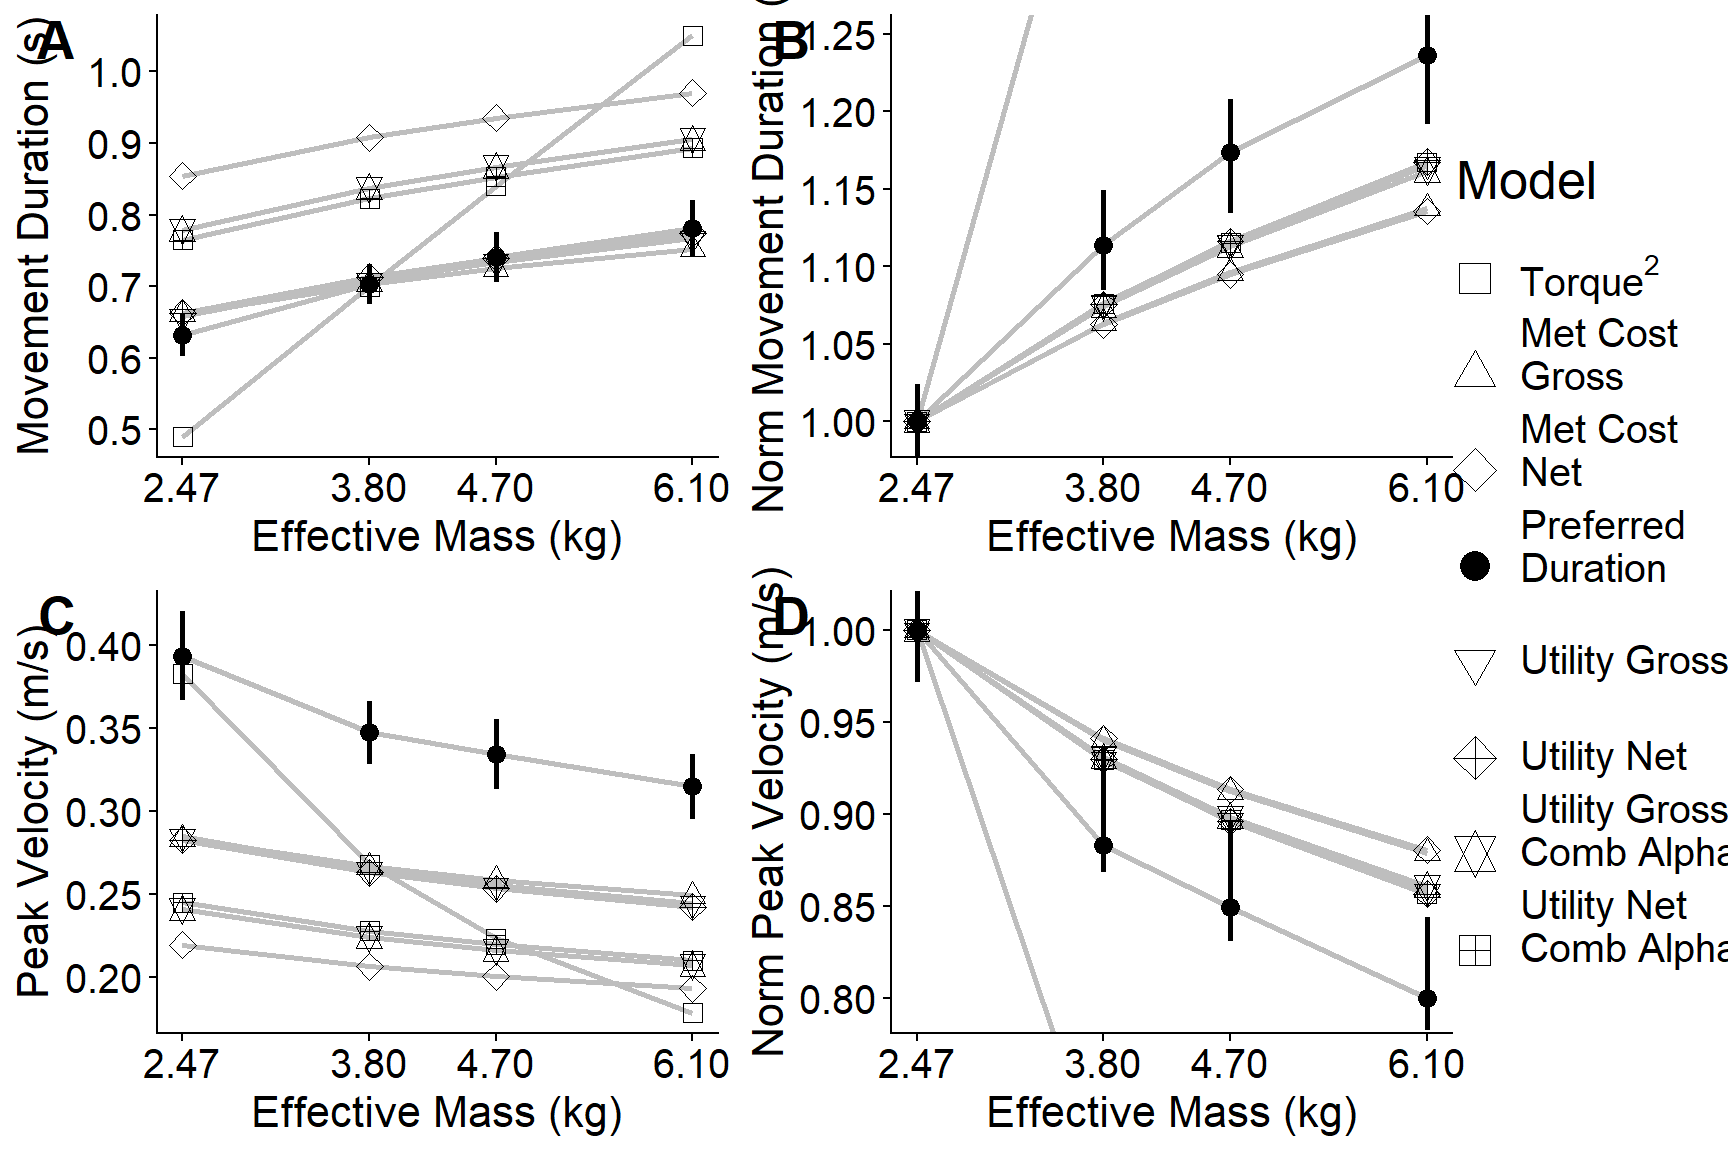 A
Movement Duration (s)
1.0
0.9
0.8
0.7
0.6
0.5
2.47 3.80 4.70 6.10
Effective Mass (kg)
B
Norm Movement Duration (
1.25
1.20
1.15
1.10
1.05
1.00
2.47 3.80 4.70 6.10
Effective Mass (kg)
C
Peak Velocity (m/s)
0.40
0.35
0.30
0.25
0.20
2.47 3.80 4.70 6.10
Effective Mass (kg)
D
Norm Peak Velocity (m/s)
1.00
0.95
0.90
0.85
0.80
2.47 3.80 4.70 6.10
Effective Mass (kg)
Model
Torque²
Met Cost
Gross
Met Cost
Net
Preferred
Duration
Utility Gross
Utility Net
Utility Gross
Comb Alpha
Utility Net
Comb Alpha